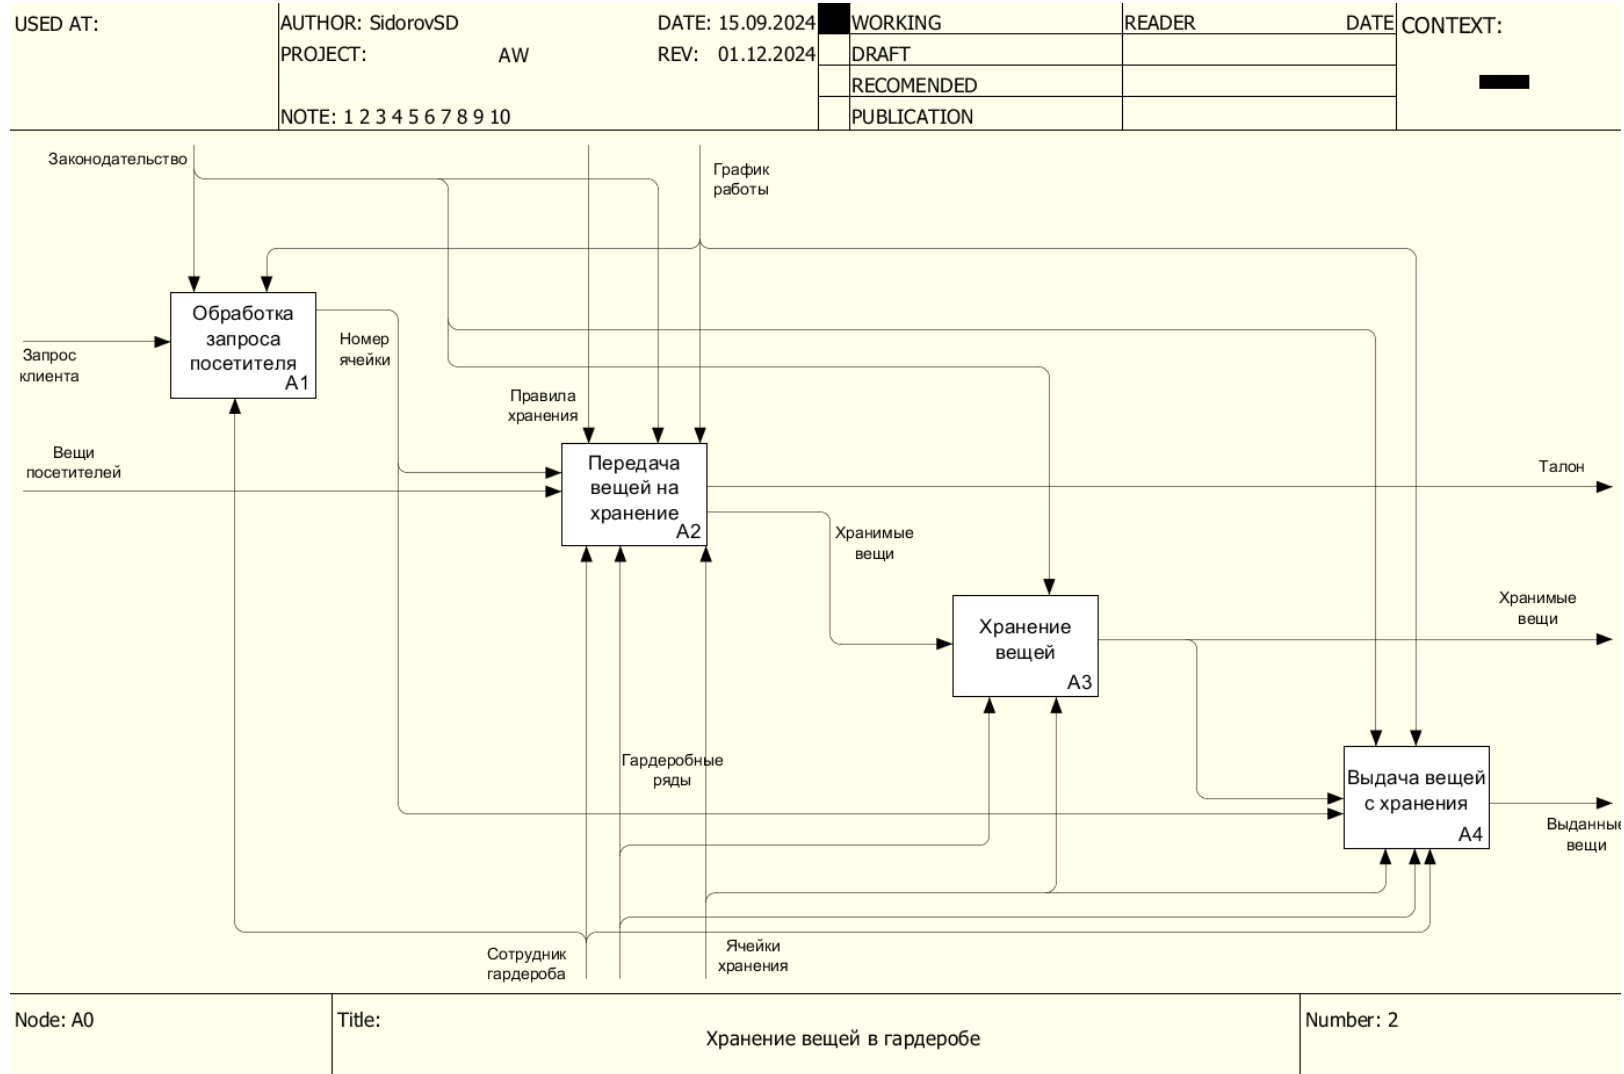 USED AT:
AUTHOR: SidorovSD
DATE: 15.09.2024
PROJECT: AW
REV: 01.12.2024
NOTE: 1 2 3 4 5 6 7 8 9 10
WORKING
DRAFT
RECOMENDED
PUBLICATION
READER DATE
CONTEXT:
Законодательство
График
работы
Обработка
запроса
посетителя
A1
Запрос
клиента
Номер
ячейки
Правила
хранения
Вещи
посетителей
Передача
вещей на
хранение
A2
Талон
Хранимые
вещи
Хранение
вещей
A3
Хранимые
вещи
Гардеробные
ряды
Выдача вещей
с хранения
A4
Выданные
вещи
Сотрудник
гардероба
Ячейки
хранения
Node: A0
Title:
Хранение вещей в гардеробе
Number: 2